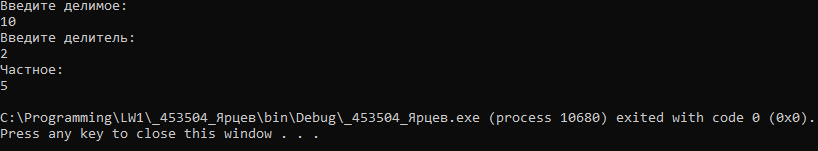 Введите делимое:
10
Введите делитель:
2
Частное:
5
C:\Programming\LW1\_453504_Ярцев\bin\Debug\_453504_Ярцев.exe (process 10680) exited with code 0 (0x0).
Press any key to close this window . . .